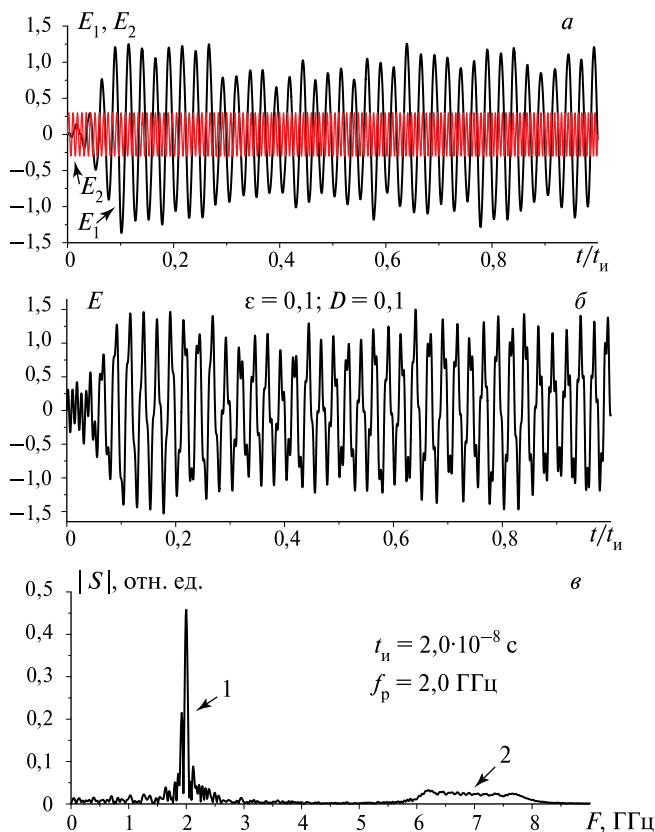 E₁, E₂ а
1,5
1,0
0,5
0
−0,5
−1,0
−1,5
E₂
E₁
0 0,2 0,4 0,6 0,8 t/tи
E ε = 0,1; D = 0,1 б
1,5
1,0
0,5
0
−0,5
−1,0
−1,5
0 0,2 0,4 0,6 0,8 t/tи
|S|, отн. ед. в
0,5
0,4
0,3
0,2
0,1
0
tи = 2,0·10⁻⁸ с
fр = 2,0 ГГц
1
2
0 1 2 3 4 5 6 7 8 F, ГГц